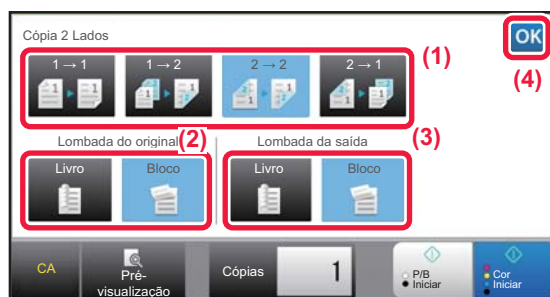 Cópia 2 Lados
OK
1 → 1
1 → 2
2 → 2
2 → 1
(1)
(4)
Lombada do original
(2)
Lombada da saída
(3)
Livro
Bloco
Livro
Bloco
CA
Pré-
visualização
Cópias
1
P/B
Iniciar
Cor
Iniciar